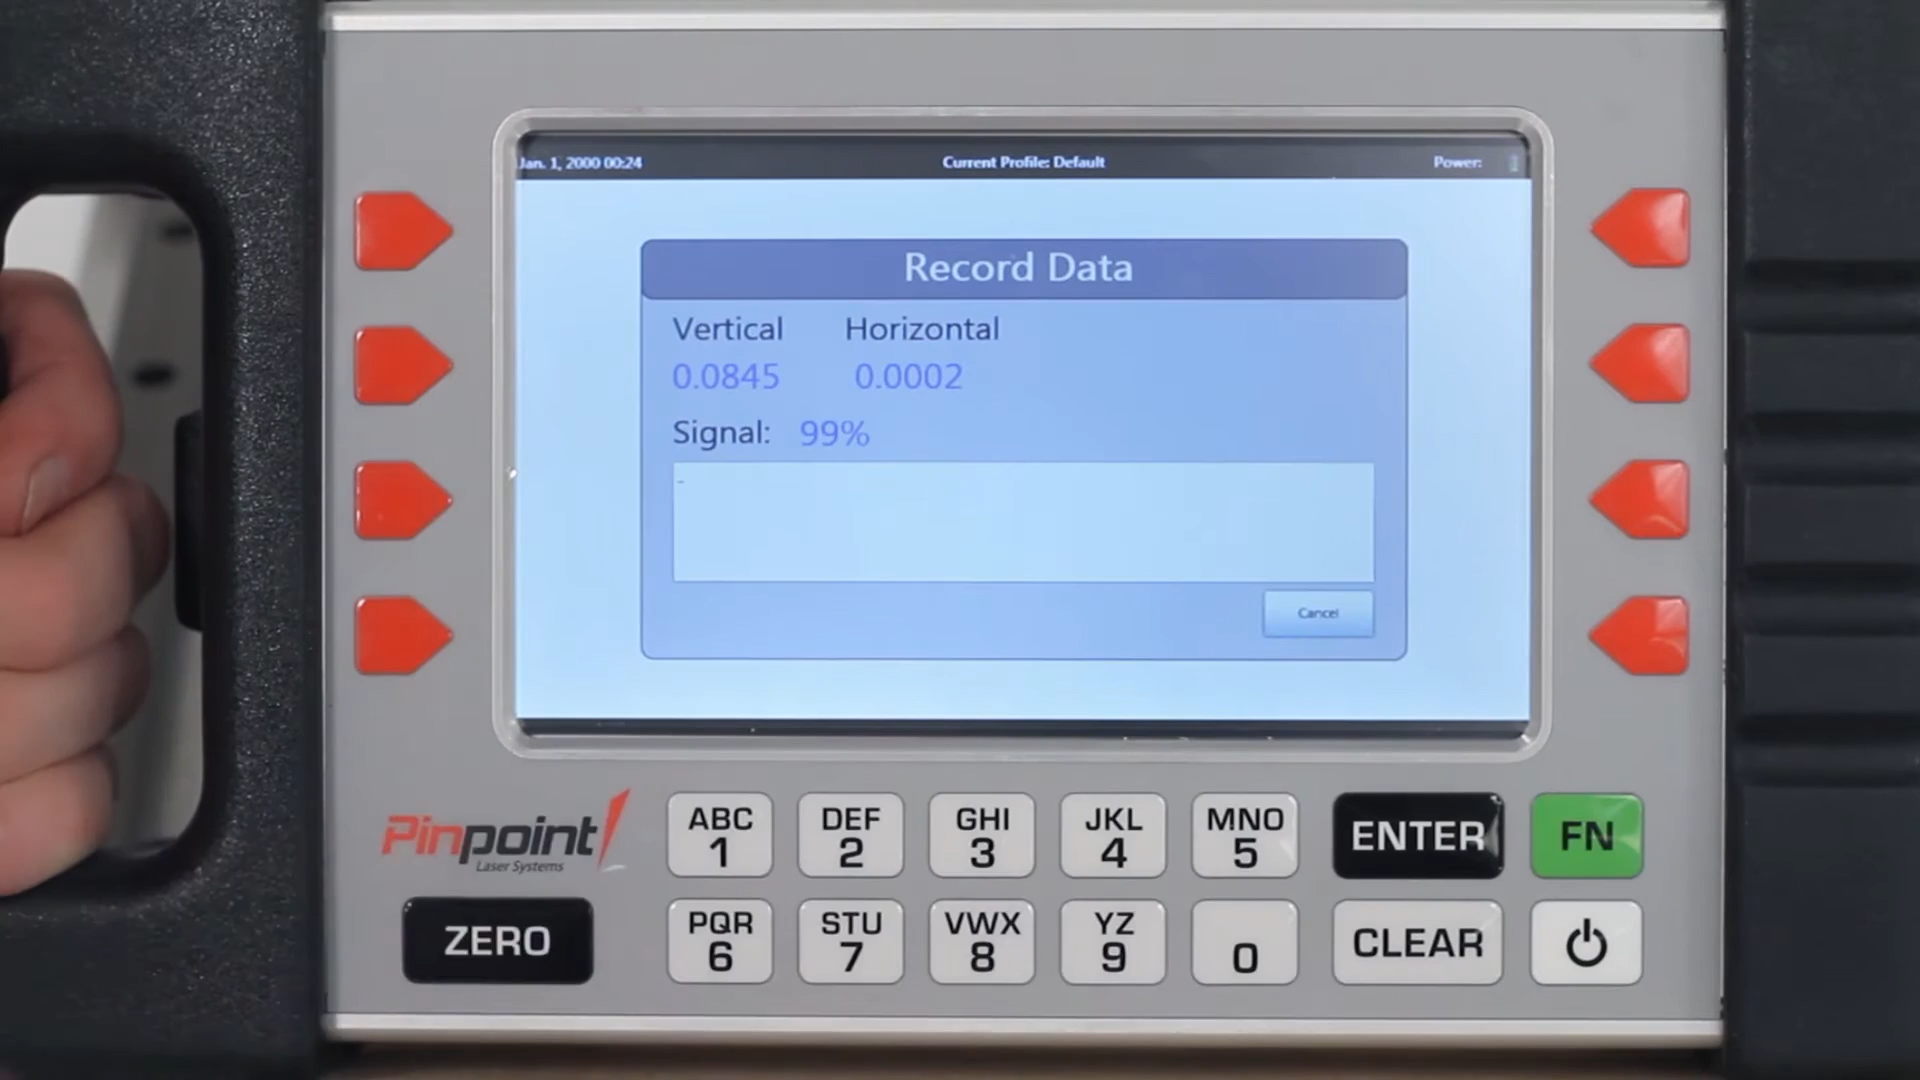 Jan. 1, 2000 00:24 Current Profile: Default Power:
Record Data
Vertical Horizontal
0.0845 0.0002
Signal: 99%
Cancel
Pinpoint
Laser Systems
ABC DEF GHI JKL MNO
1 2 3 4 5
ENTER FN
ZERO
PQR STU VWX YZ
6 7 8 9 0
CLEAR